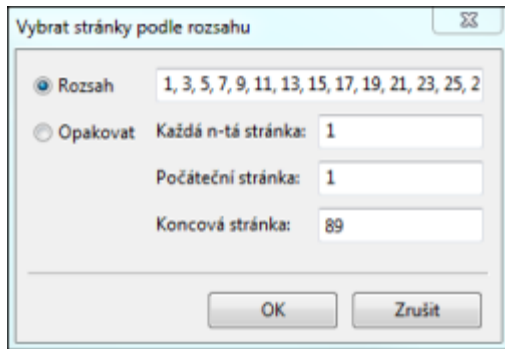 Vybrat stránky podle rozsahu
Rozsah 1, 3, 5, 7, 9, 11, 13, 15, 17, 19, 21, 23, 25, 2
Opakovat Každá n-tá stránka: 1
Počáteční stránka: 1
Koncová stránka: 89
OK Zrušit